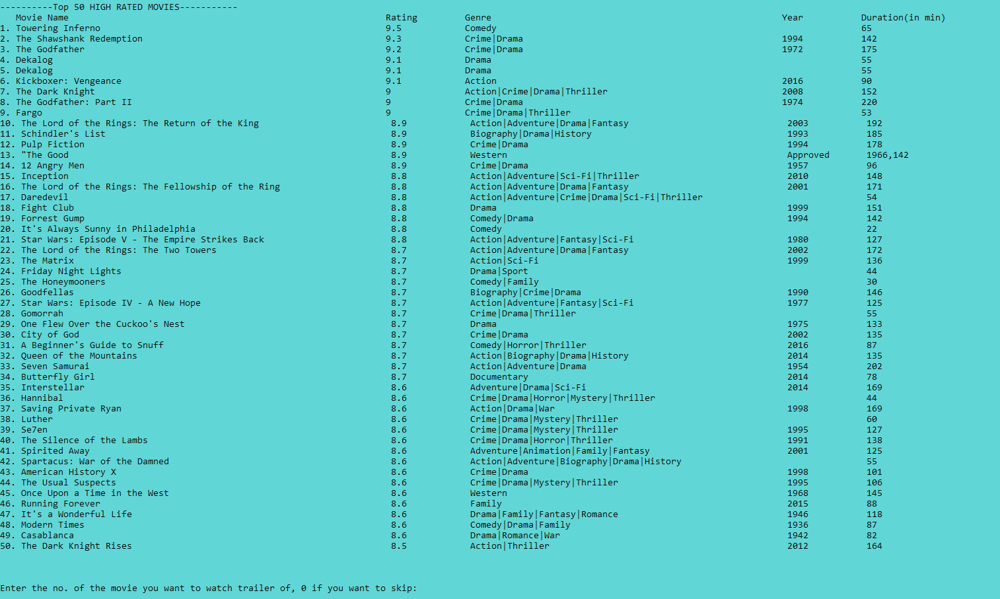 ----------Top 50 HIGH RATED MOVIES-----------
Movie Name Rating Genre Year Duration(in min)
1. Towering Inferno 9.5 Comedy 65
2. The Shawshank Redemption 9.3 Crime|Drama 1994 142
3. The Godfather 9.2 Crime|Drama 1972 175
4. Dekalog 9.1 Drama 55
5. Dekalog 9.1 Drama 55
6. Kickboxer: Vengeance 9.1 Action 2016 90
7. The Dark Knight 9 Action|Crime|Drama|Thriller 2008 152
8. The Godfather: Part II 9 Crime|Drama 1974 220
9. Fargo 9 Crime|Drama|Thriller 53
10. The Lord of the Rings: The Return of the King 8.9 Action|Adventure|Drama|Fantasy 2003 192
11. Schindler's List 8.9 Biography|Drama|History 1993 185
12. Pulp Fiction 8.9 Crime|Drama 1994 178
13. "The Good 8.9 Western Approved 1966,142
14. 12 Angry Men 8.9 Crime|Drama 1957 96
15. Inception 8.8 Action|Adventure|Sci-Fi|Thriller 2010 148
16. The Lord of the Rings: The Fellowship of the Ring 8.8 Action|Adventure|Drama|Fantasy 2001 171
17. Daredevil 8.8 Action|Adventure|Crime|Drama|Sci-Fi|Thriller 54
18. Fight Club 8.8 Drama 1999 151
19. Forrest Gump 8.8 Comedy|Drama 1994 142
20. It's Always Sunny in Philadelphia 8.8 Comedy 22
21. Star Wars: Episode V - The Empire Strikes Back 8.8 Action|Adventure|Fantasy|Sci-Fi 1980 127
22. The Lord of the Rings: The Two Towers 8.7 Action|Adventure|Drama|Fantasy 2002 172
23. The Matrix 8.7 Action|Sci-Fi 1999 136
24. Friday Night Lights 8.7 Drama|Sport 44
25. The Honeymooners 8.7 Comedy|Family 30
26. Goodfellas 8.7 Biography|Crime|Drama 1990 146
27. Star Wars: Episode IV - A New Hope 8.7 Action|Adventure|Fantasy|Sci-Fi 1977 125
28. Gomorrah 8.7 Crime|Drama|Thriller 55
29. One Flew Over the Cuckoo's Nest 8.7 Drama 1975 133
30. City of God 8.7 Crime|Drama 2002 135
31. A Beginner's Guide to Snuff 8.7 Comedy|Horror|Thriller 2016 87
32. Queen of the Mountains 8.7 Action|Biography|Drama|History 2014 135
33. Seven Samurai 8.7 Action|Adventure|Drama 1954 202
34. Butterfly Girl 8.7 Documentary 2014 78
35. Interstellar 8.6 Adventure|Drama|Sci-Fi 2014 169
36. Hannibal 8.6 Crime|Drama|Horror|Mystery|Thriller 44
37. Saving Private Ryan 8.6 Action|Drama|War 1998 169
38. Luther 8.6 Crime|Drama|Mystery|Thriller 60
39. Se7en 8.6 Crime|Drama|Mystery|Thriller 1995 127
40. The Silence of the Lambs 8.6 Crime|Drama|Horror|Thriller 1991 138
41. Spirited Away 8.6 Adventure|Animation|Family|Fantasy 2001 125
42. Spartacus: War of the Damned 8.6 Action|Adventure|Biography|Drama|History 55
43. American History X 8.6 Crime|Drama 1998 101
44. The Usual Suspects 8.6 Crime|Drama|Mystery|Thriller 1995 106
45. Once Upon a Time in the West 8.6 Western 1968 145
46. Running Forever 8.6 Family 2015 88
47. It's a Wonderful Life 8.6 Drama|Family|Fantasy|Romance 1946 118
48. Modern Times 8.6 Comedy|Drama|Family 1936 87
49. Casablanca 8.6 Drama|Romance|War 1942 82
50. The Dark Knight Rises 8.5 Action|Thriller 2012 164
Enter the no. of the movie you want to watch trailer of, 0 if you want to skip: